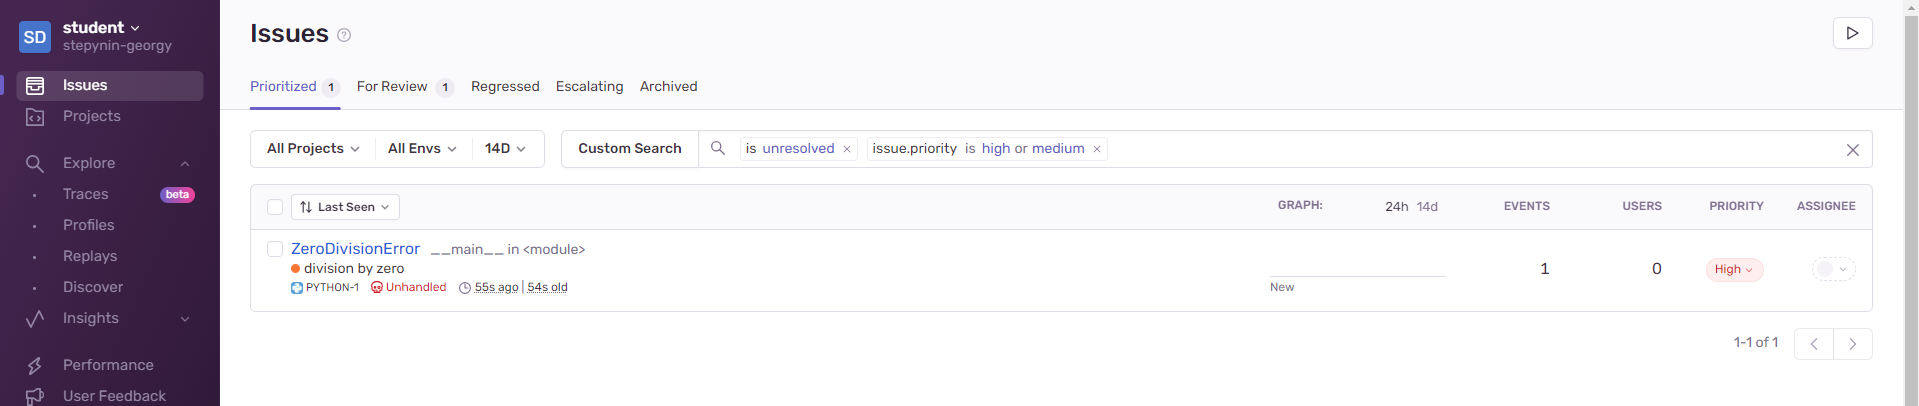 SD
student
stepynin-georgy
Issues
Projects
Explore
Traces beta
Profiles
Replays
Discover
Insights
Performance
User Feedback
Issues ?
Prioritized 1 For Review 1 Regressed Escalating Archived
All Projects All Envs 14D Custom Search is unresolved × issue.priority is high or medium ×
Last Seen GRAPH: 24h 14d EVENTS USERS PRIORITY ASSIGNEE
ZeroDivisionError __main__ in <module>
division by zero 1 0 High
PYTHON-1 Unhandled 55s ago | 54s old New
1-1 of 1